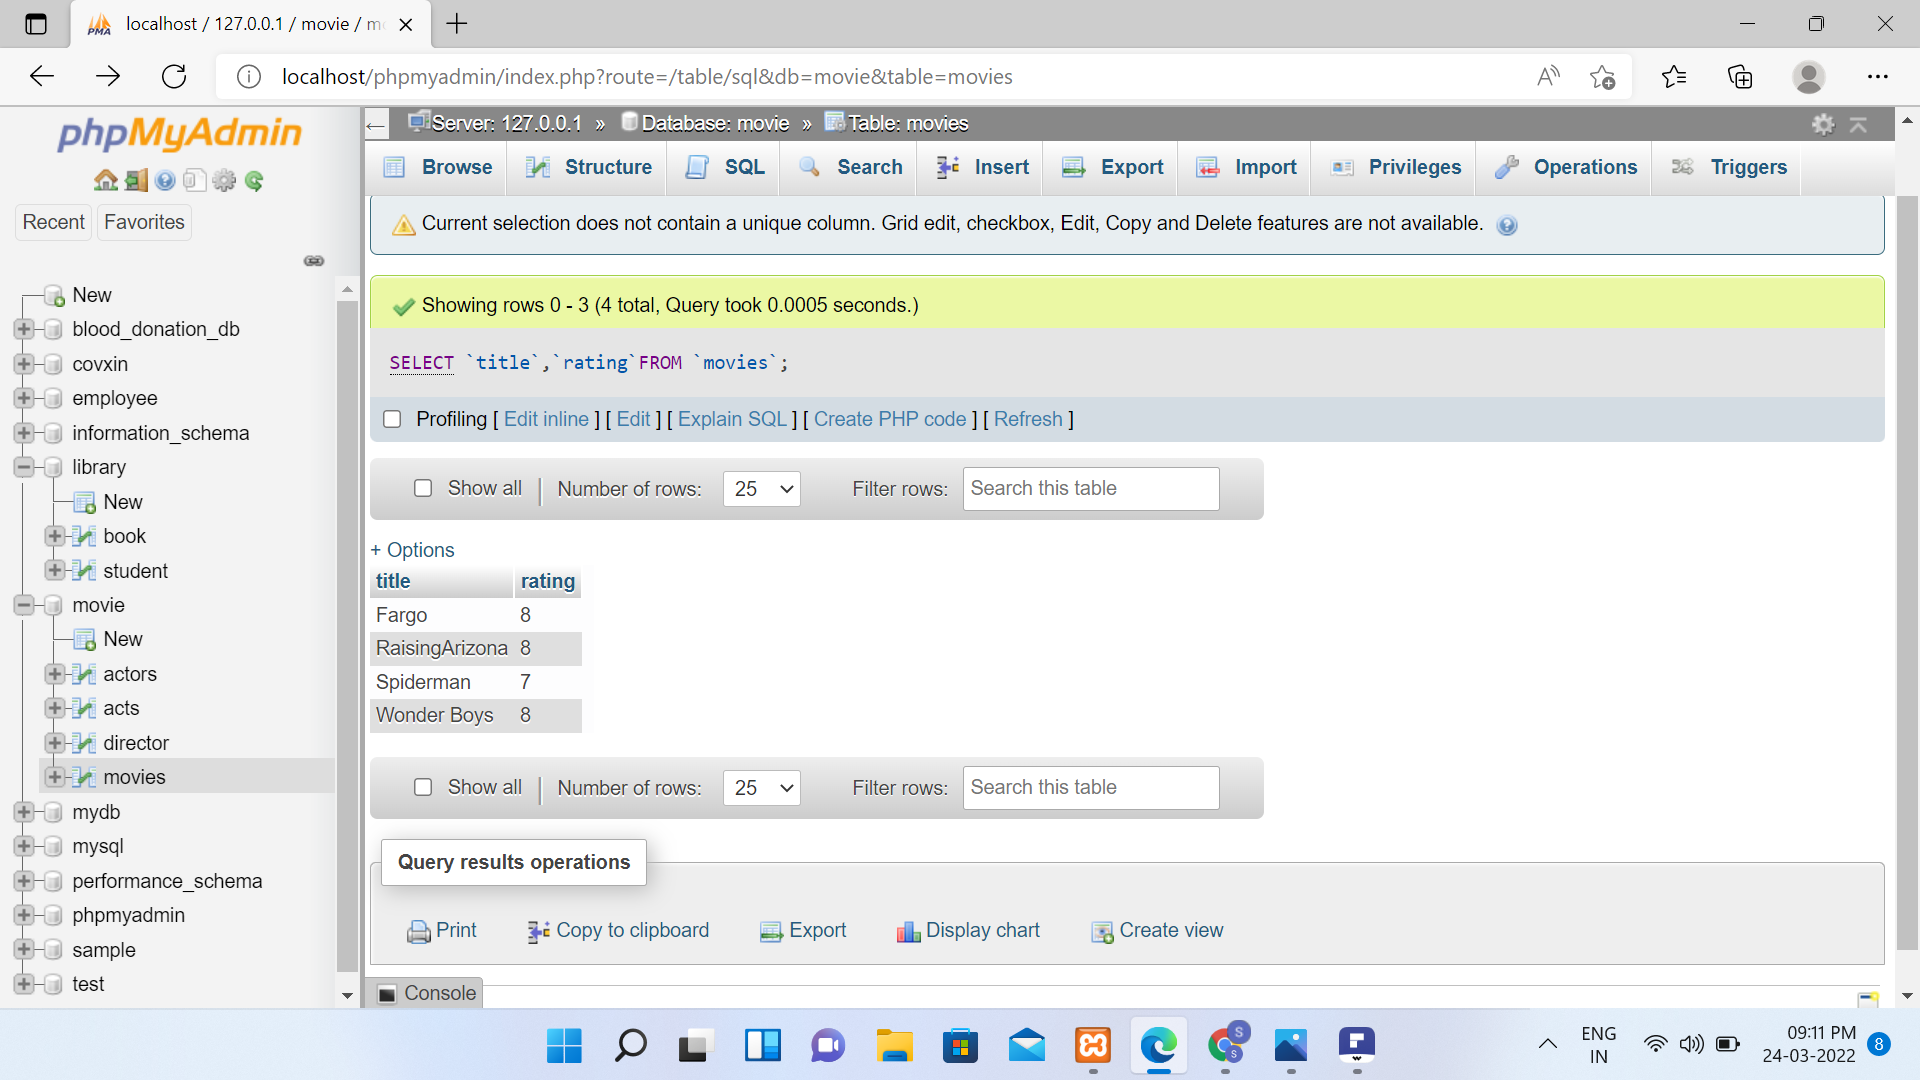 localhost / 127.0.0.1 / movie / m
localhost/phpmyadmin/index.php?route=/table/sql&db=movie&table=movies
phpMyAdmin
Recent Favorites
New
blood_donation_db
covxin
employee
information_schema
library
New
book
student
movie
New
actors
acts
director
movies
mydb
mysql
performance_schema
phpmyadmin
sample
test
Server: 127.0.0.1 » Database: movie » Table: movies
Browse Structure SQL Search Insert Export Import Privileges Operations Triggers
Current selection does not contain a unique column. Grid edit, checkbox, Edit, Copy and Delete features are not available.
Showing rows 0 - 3 (4 total, Query took 0.0005 seconds.)
SELECT `title`,`rating`FROM `movies`;
Profiling [ Edit inline ] [ Edit ] [ Explain SQL ] [ Create PHP code ] [ Refresh ]
Show all Number of rows: 25 Filter rows: Search this table
+ Options
title rating
Fargo 8
RaisingArizona 8
Spiderman 7
Wonder Boys 8
Show all Number of rows: 25 Filter rows: Search this table
Query results operations
Print Copy to clipboard Export Display chart Create view
Console
ENG
IN
09:11 PM
24-03-2022
8